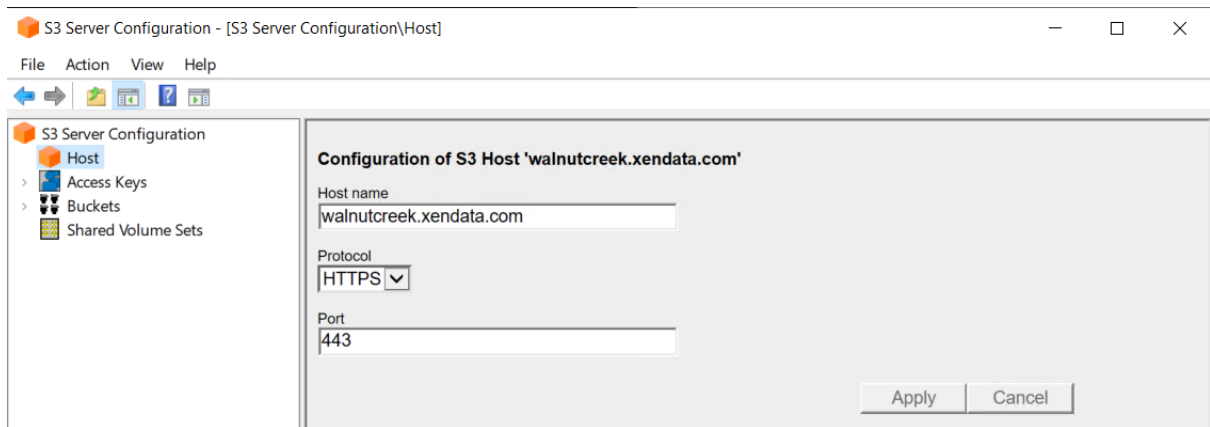 S3 Server Configuration - [S3 Server Configuration\Host]
File Action View Help
S3 Server Configuration
Host
Access Keys
Buckets
Shared Volume Sets
Configuration of S3 Host 'walnutcreek.xendata.com'
Host name
walnutcreek.xendata.com
Protocol
HTTPS
Port
443
Apply Cancel